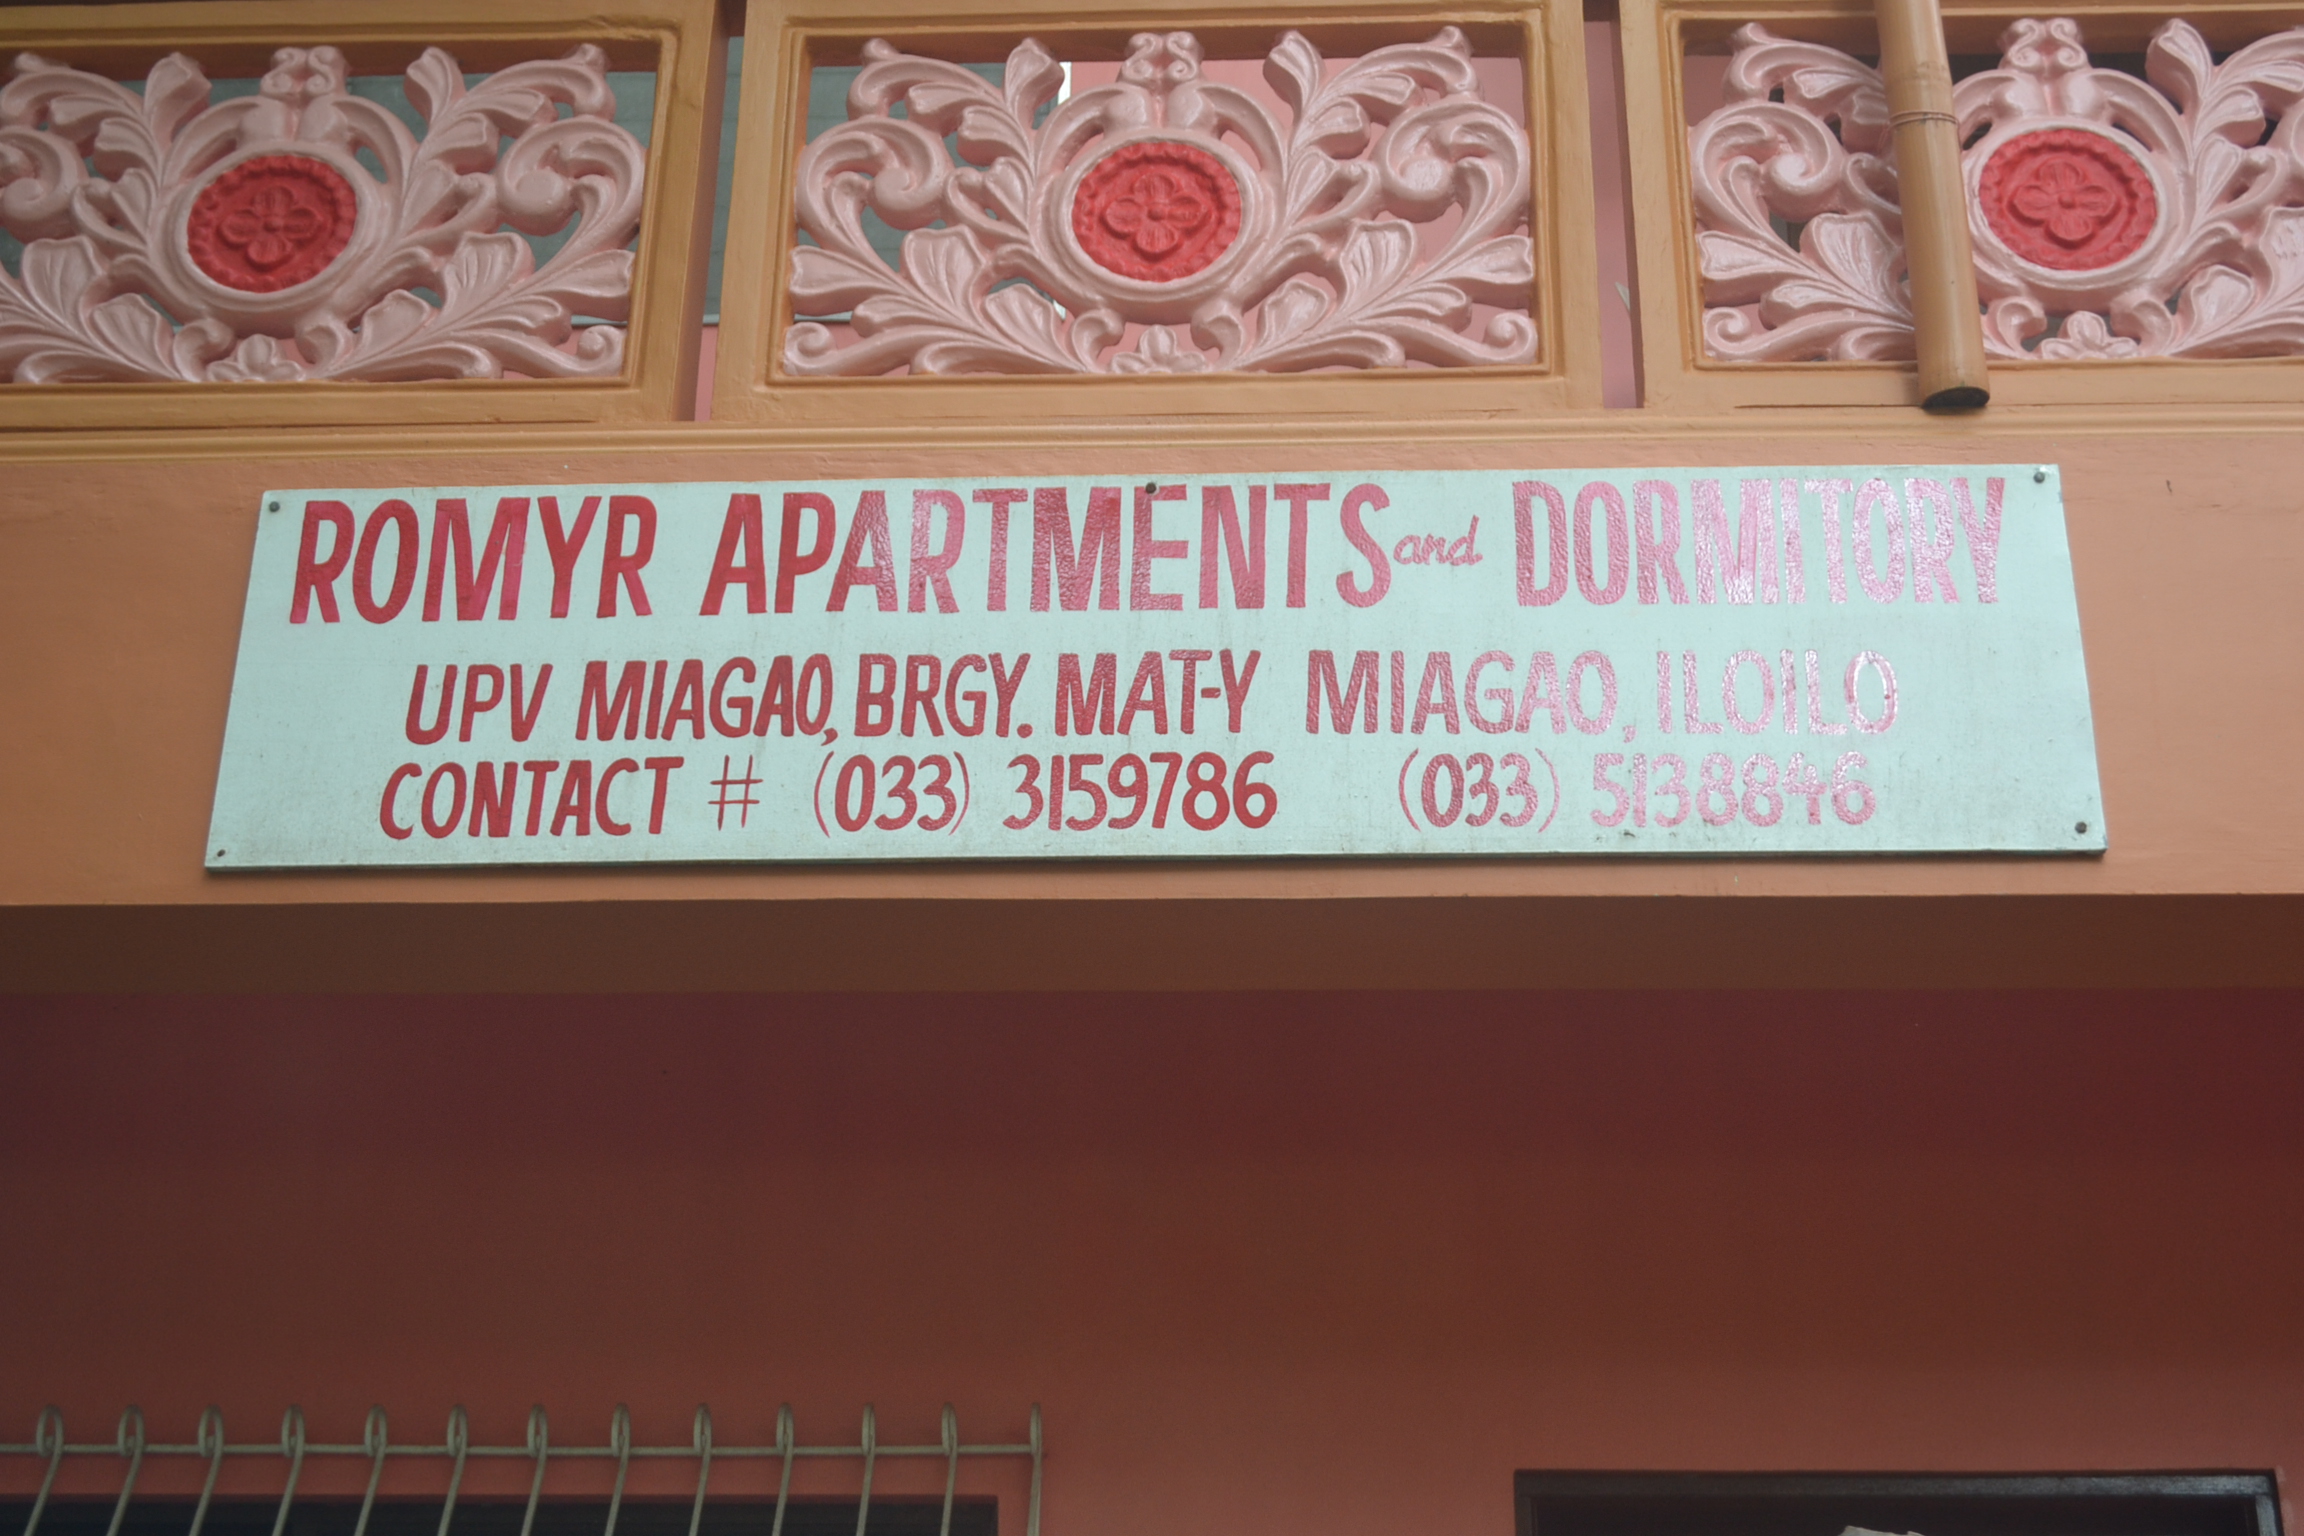 ROMYR APARTMENTS and DORMITORY
UPV MIAGAO, BRGY. MAT-Y MIAGAO, ILOILO
CONTACT # (033) 3159786 (033) 5138846